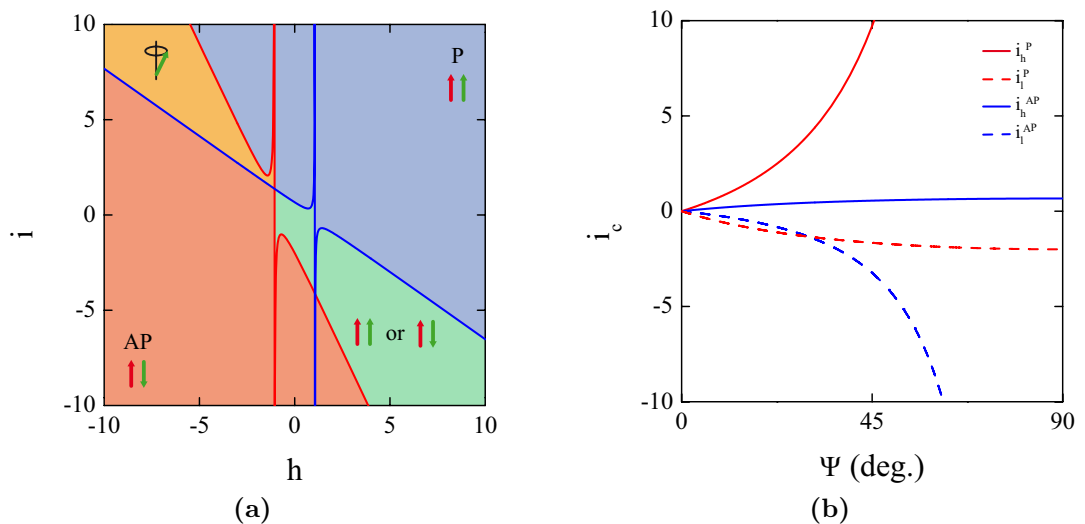 10
5
0
-5
-10
i
P
AP
or
-10 -5 0 5 10
h
(a)
10
5
0
-5
-10
i_c
i_h^P
i_l^P
i_h^AP
i_l^AP
0 45 90
Ψ (deg.)
(b)